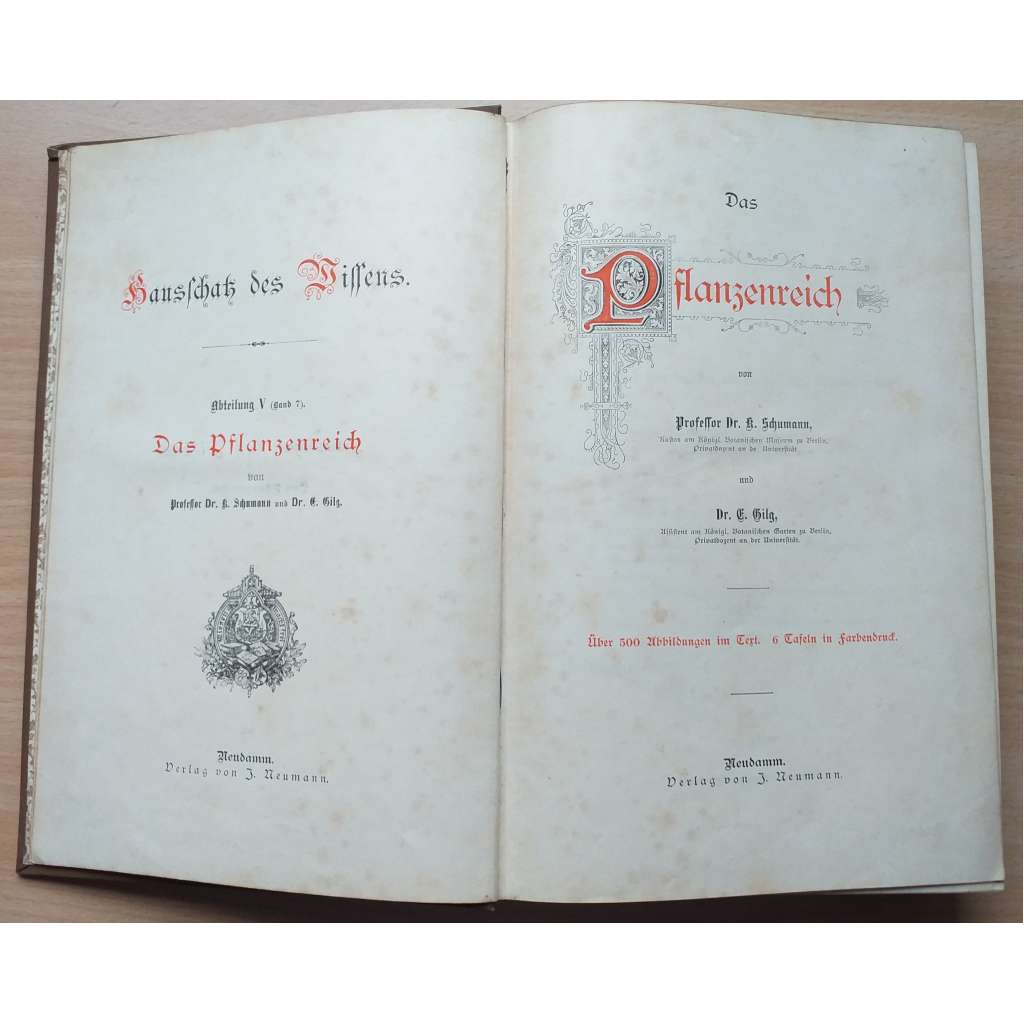 Hausschatz des Wissens.
Abteilung V (Band 7).
Das Pflanzenreich
von
Professor Dr. K. Schumann und Dr. E. Gilg.
Neudamm.
Verlag von J. Neumann.
Das
Pflanzenreich
von
Professor Dr. K. Schumann,
Kustos am Königl. Botanischen Museum zu Berlin,
Privatdozent an de Universität
und
Dr. E. Gilg,
Assistent am Königl. Botanischen Garten zu Berlin,
Privatdozent an der Universität.
Über 500 Abbildungen im Text. 6 Tafeln in Farbendruck.
Neudamm.
Verlag von J. Neumann.